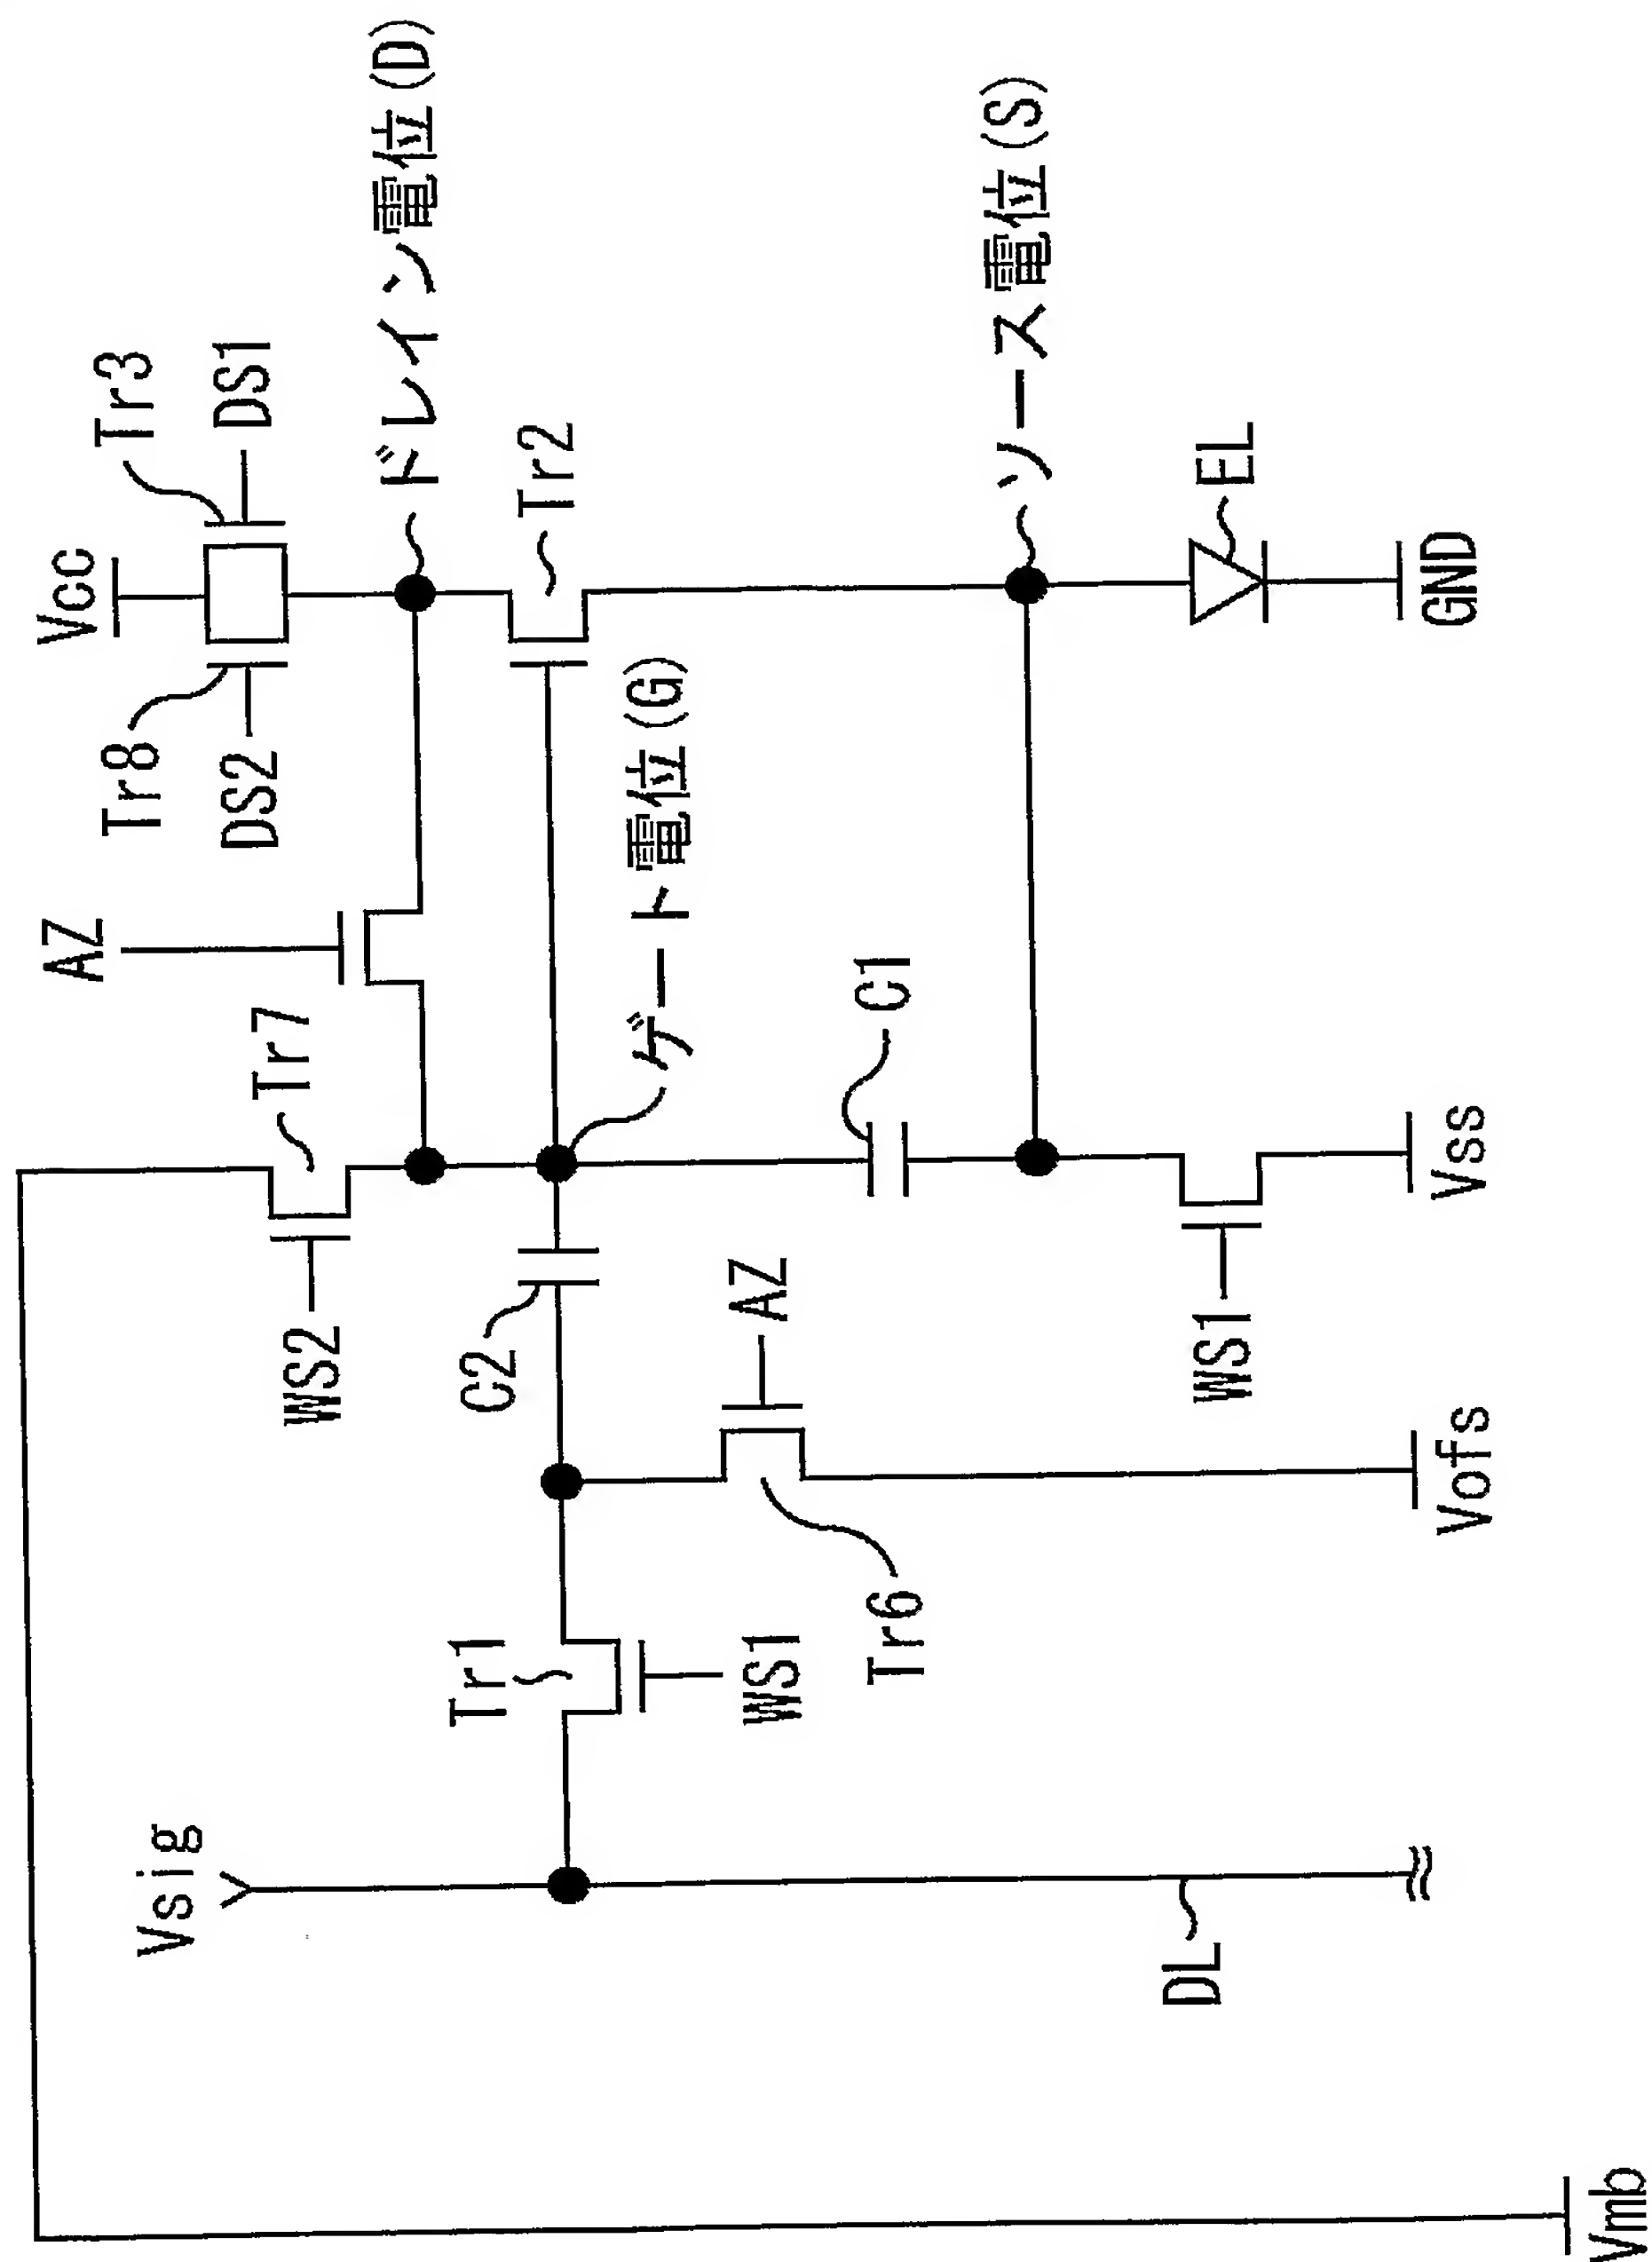 AZ
Vcc
Tr8
Tr3
Vsig
DS2
DS1
Tr7
WS2
ドレイン電位(D)
Tr1
C2
Tr2
ゲート電位(G)
WS1
AZ
C1
Tr6
ソース電位(S)
DL
WS1
EL
Vofs
Vss
GND
Vmb